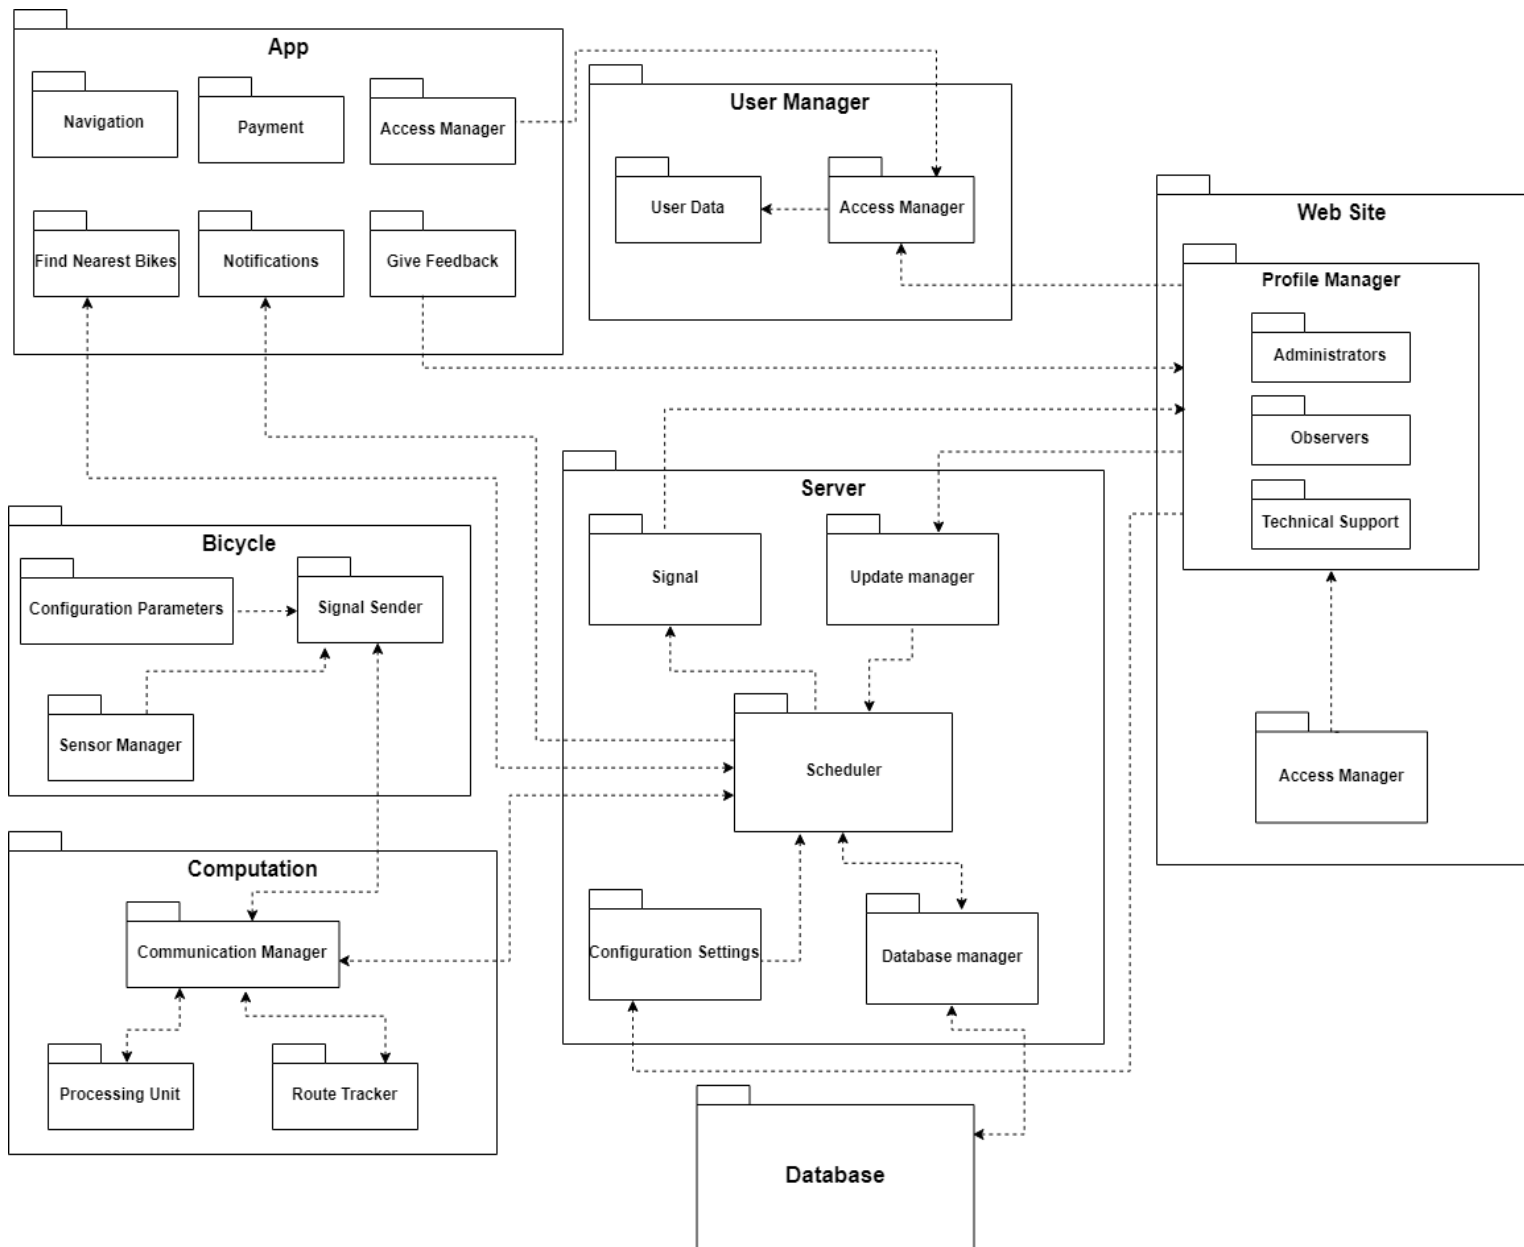 App
Navigation
Payment
Access Manager
Find Nearest Bikes
Notifications
Give Feedback
User Manager
User Data
Access Manager
Web Site
Profile Manager
Administrators
Observers
Technical Support
Access Manager
Bicycle
Configuration Parameters
Signal Sender
Sensor Manager
Server
Signal
Update manager
Scheduler
Configuration Settings
Database manager
Computation
Communication Manager
Processing Unit
Route Tracker
Database